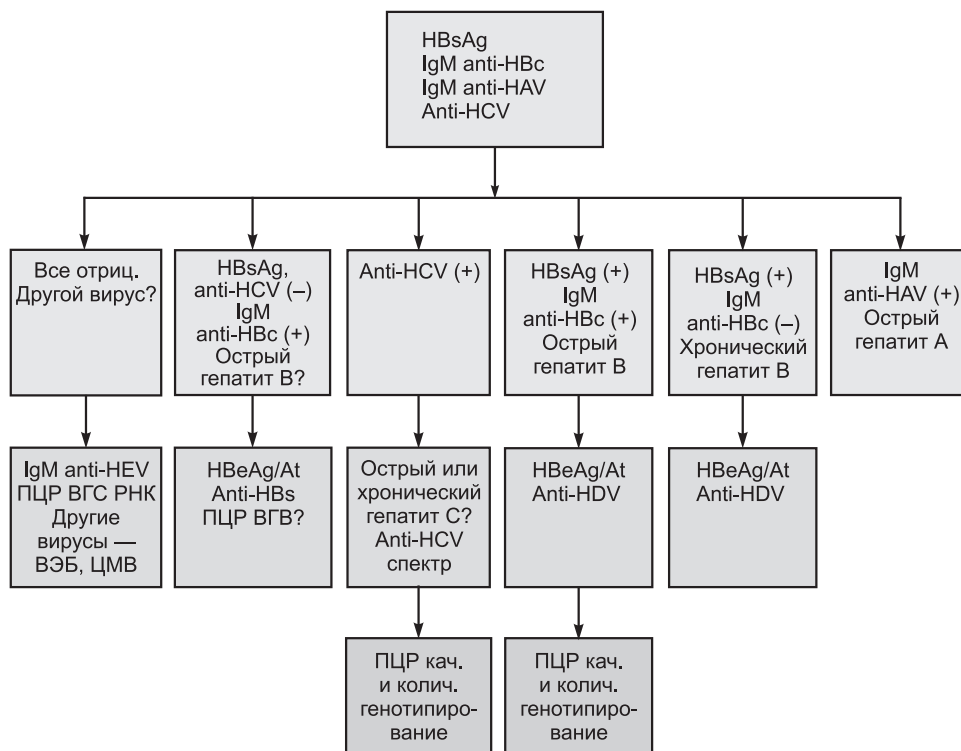 HBsAg
IgM anti-HBc
IgM anti-HAV
Anti-HCV
Все отриц.
Другой вирус?
HBsAg,
anti-HCV (–)
IgM
anti-HBc (+)
Острый
гепатит В?
Anti-HCV (+)
HBsAg (+)
IgM
anti-HBc (+)
Острый
гепатит В
HBsAg (+)
IgM
anti-HBc (–)
Хронический
гепатит В
IgM
anti-HAV (+)
Острый
гепатит А
IgM anti-HEV
ПЦР ВГС РНК
Другие
вирусы —
ВЭБ, ЦМВ
HBeAg/At
Anti-HBs
ПЦР ВГВ?
Острый или
хронический
гепатит С?
Anti-HCV
спектр
HBeAg/At
Anti-HDV
HBeAg/At
Anti-HDV
ПЦР кач.
и колич.
генотипиро-
вание
ПЦР кач.
и колич.
генотипиро-
вание